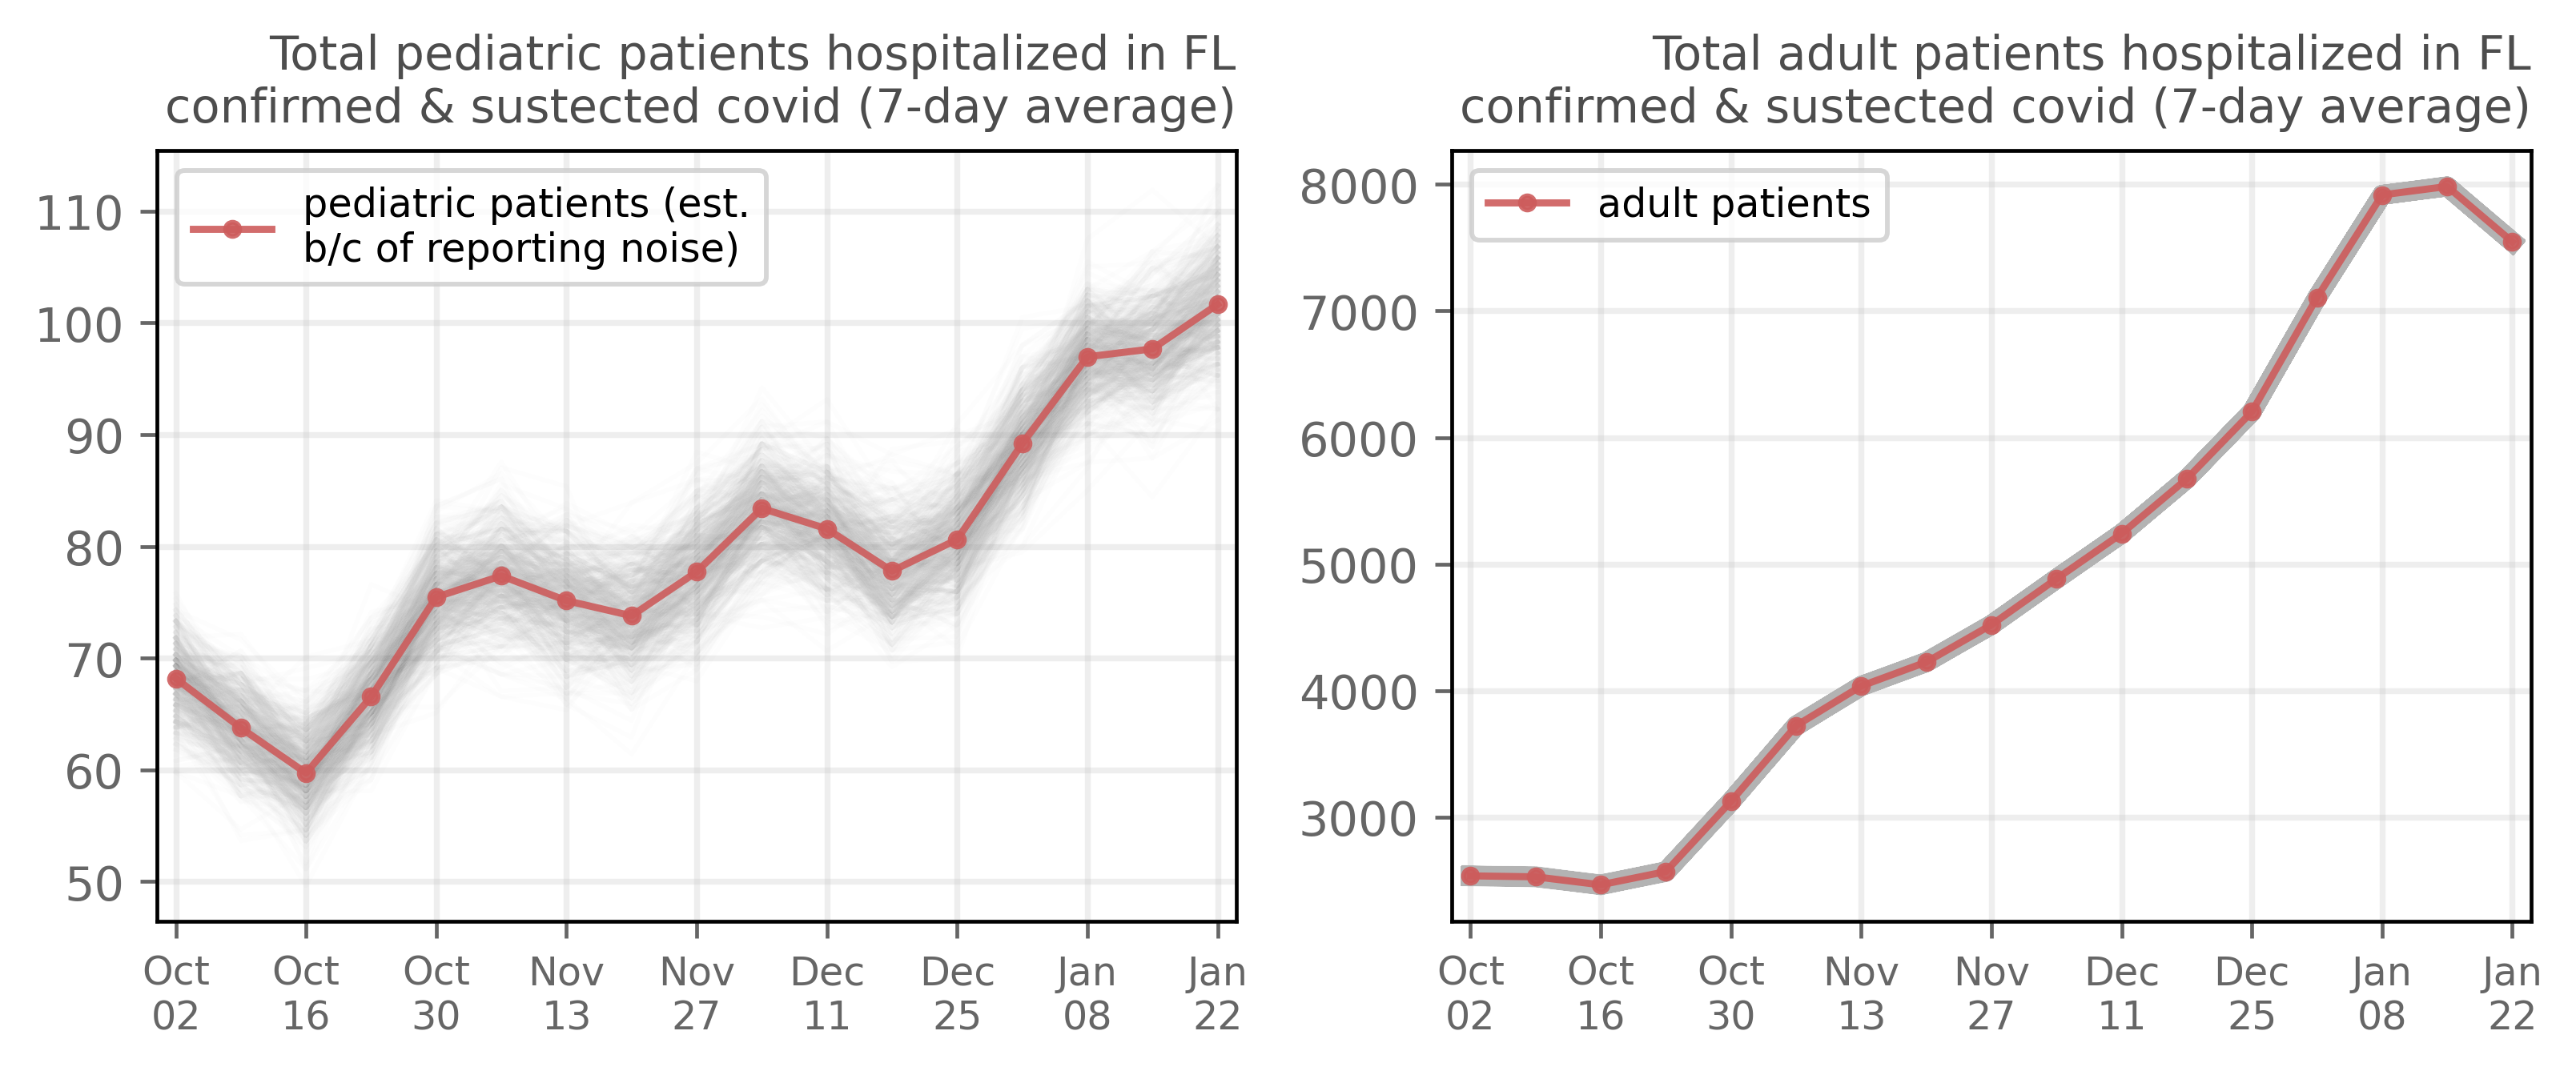 Total pediatric patients hospitalized in FL
confirmed & sustected covid (7-day average)
pediatric patients (est.
b/c of reporting noise)
110
100
90
80
70
60
50
Oct Oct Oct Nov Nov Dec Dec Jan Jan
02 16 30 13 27 11 25 08 22
Total adult patients hospitalized in FL
confirmed & sustected covid (7-day average)
adult patients
8000
7000
6000
5000
4000
3000
Oct Oct Oct Nov Nov Dec Dec Jan Jan
02 16 30 13 27 11 25 08 22